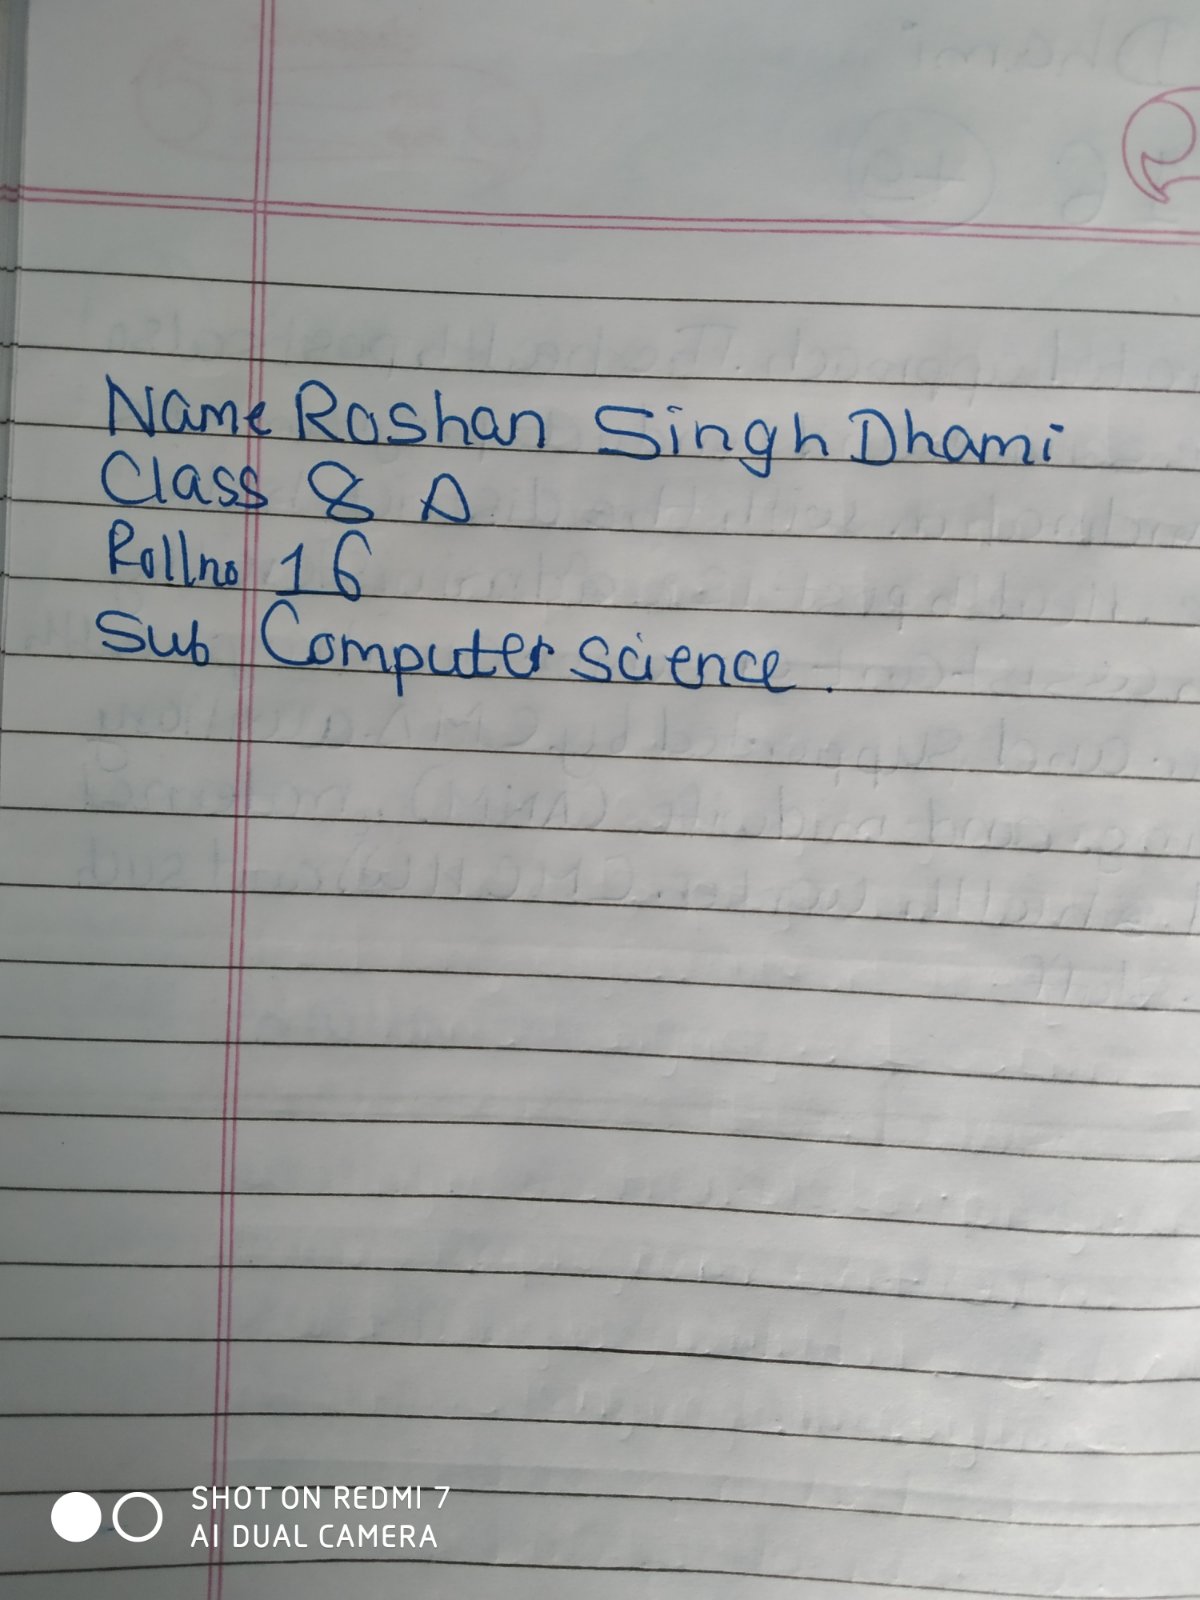 Name Roshan Singh Dhami
Class 8 A
Rollno 16
Sub Computer science.
SHOT ON REDMI 7
AI DUAL CAMERA